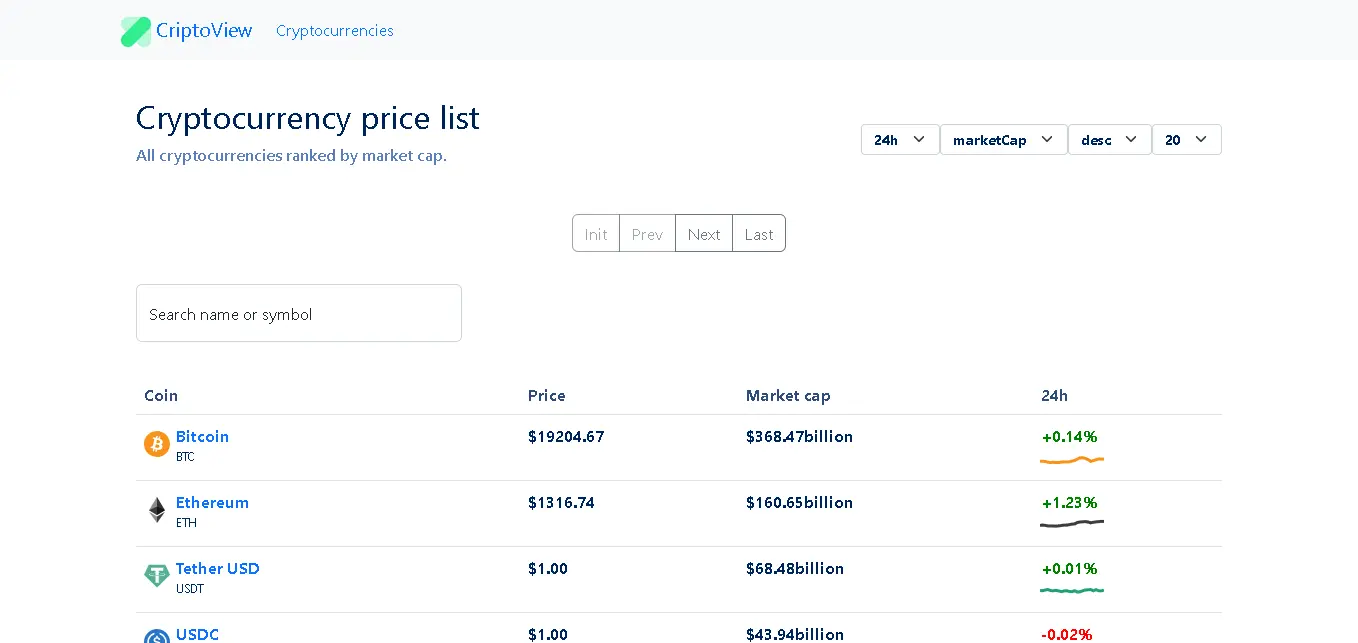 CriptoView Cryptocurrencies
Cryptocurrency price list
All cryptocurrencies ranked by market cap.
24h marketCap desc 20
Init Prev Next Last
Search name or symbol
Coin Price Market cap 24h
Bitcoin $19204.67 $368.47billion +0.14%
BTC
Ethereum $1316.74 $160.65billion +1.23%
ETH
Tether USD $1.00 $68.48billion +0.01%
USDT
USDC $1.00 $43.94billion -0.02%